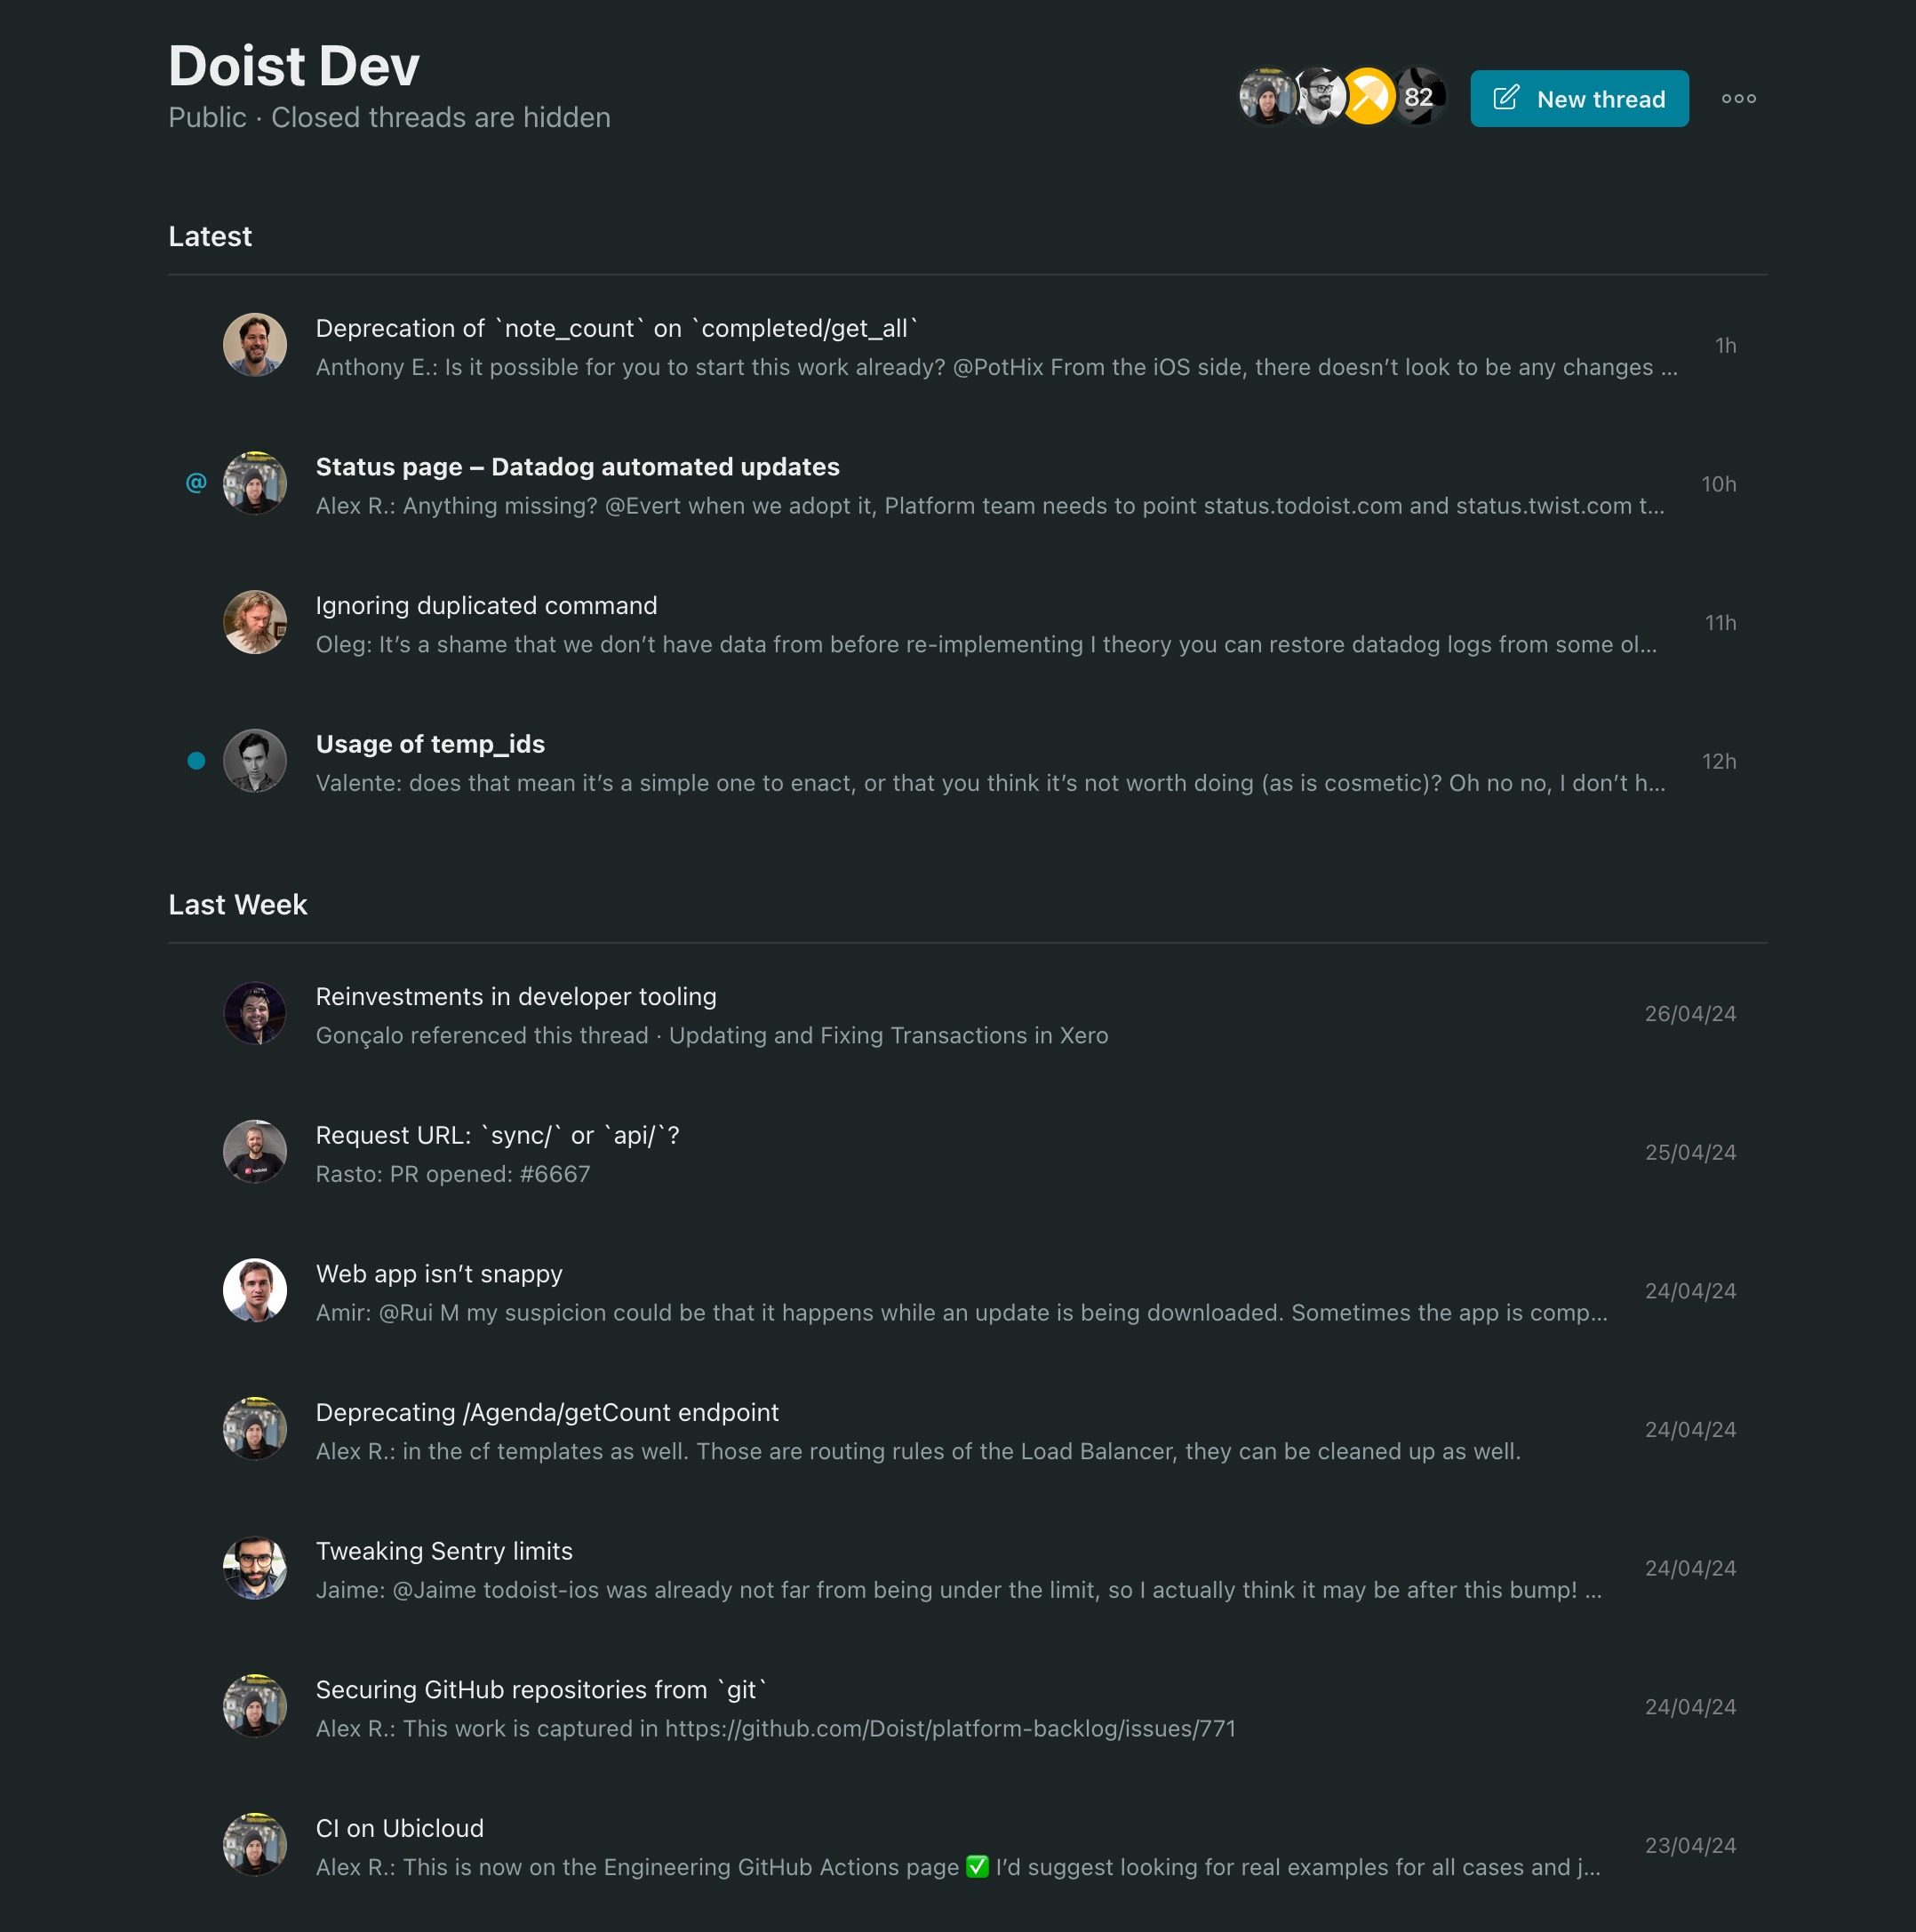 Doist Dev
Public · Closed threads are hidden
82
New thread
Latest
Deprecation of `note_count` on `completed/get_all`
Anthony E.: Is it possible for you to start this work already? @PotHix From the iOS side, there doesn’t look to be any changes ...
1h
@
Status page – Datadog automated updates
Alex R.: Anything missing? @Evert when we adopt it, Platform team needs to point status.todoist.com and status.twist.com t...
10h
Ignoring duplicated command
Oleg: It’s a shame that we don’t have data from before re-implementing I theory you can restore datadog logs from some ol...
11h
Usage of temp_ids
Valente: does that mean it’s a simple one to enact, or that you think it’s not worth doing (as is cosmetic)? Oh no no, I don’t h...
12h
Last Week
Reinvestments in developer tooling
Gonçalo referenced this thread · Updating and Fixing Transactions in Xero
26/04/24
Request URL: `sync/` or `api/`?
Rasto: PR opened: #6667
25/04/24
Web app isn’t snappy
Amir: @Rui M my suspicion could be that it happens while an update is being downloaded. Sometimes the app is comp...
24/04/24
Deprecating /Agenda/getCount endpoint
Alex R.: in the cf templates as well. Those are routing rules of the Load Balancer, they can be cleaned up as well.
24/04/24
Tweaking Sentry limits
Jaime: @Jaime todoist-ios was already not far from being under the limit, so I actually think it may be after this bump! ...
24/04/24
Securing GitHub repositories from `git`
Alex R.: This work is captured in https://github.com/Doist/platform-backlog/issues/771
24/04/24
CI on Ubicloud
Alex R.: This is now on the Engineering GitHub Actions page ✅ I’d suggest looking for real examples for all cases and j...
23/04/24